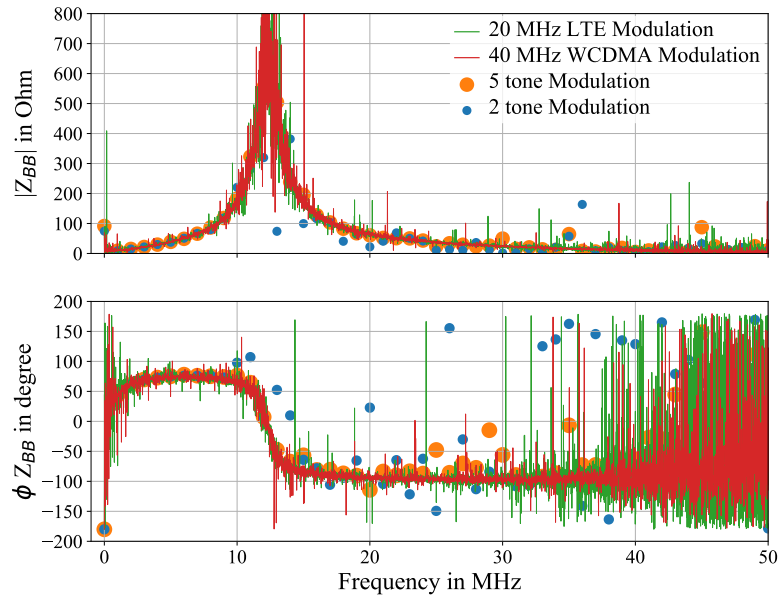 800
700
600
500
400
300
200
100
0
|Z_BB| in Ohm
20 MHz LTE Modulation
40 MHz WCDMA Modulation
5 tone Modulation
2 tone Modulation
200
150
100
50
0
−50
−100
−150
−200
ϕ Z_BB in degree
0 10 20 30 40 50
Frequency in MHz